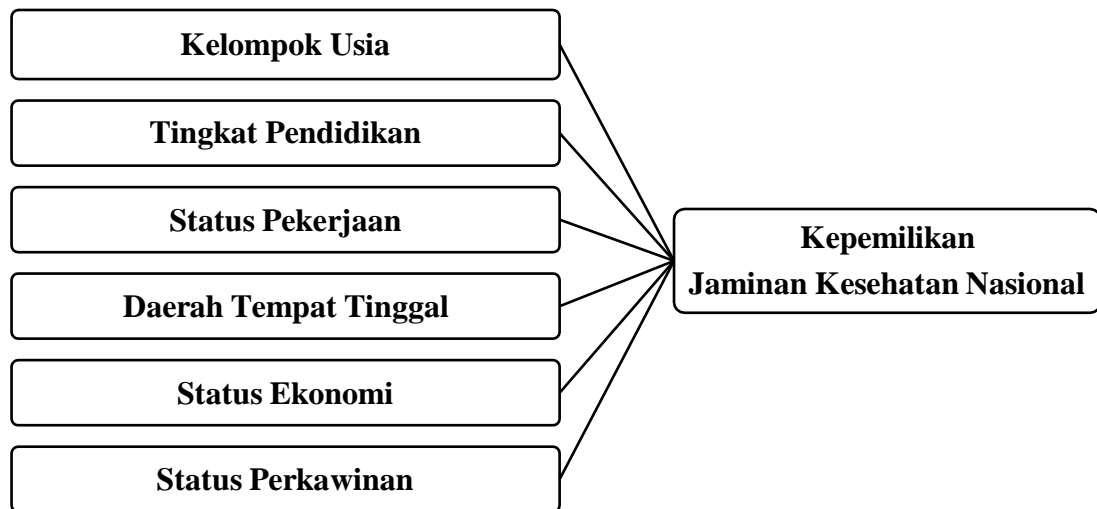 Kelompok Usia
Tingkat Pendidikan
Status Pekerjaan
Daerah Tempat Tinggal
Status Ekonomi
Status Perkawinan
Kepemilikan
Jaminan Kesehatan Nasional